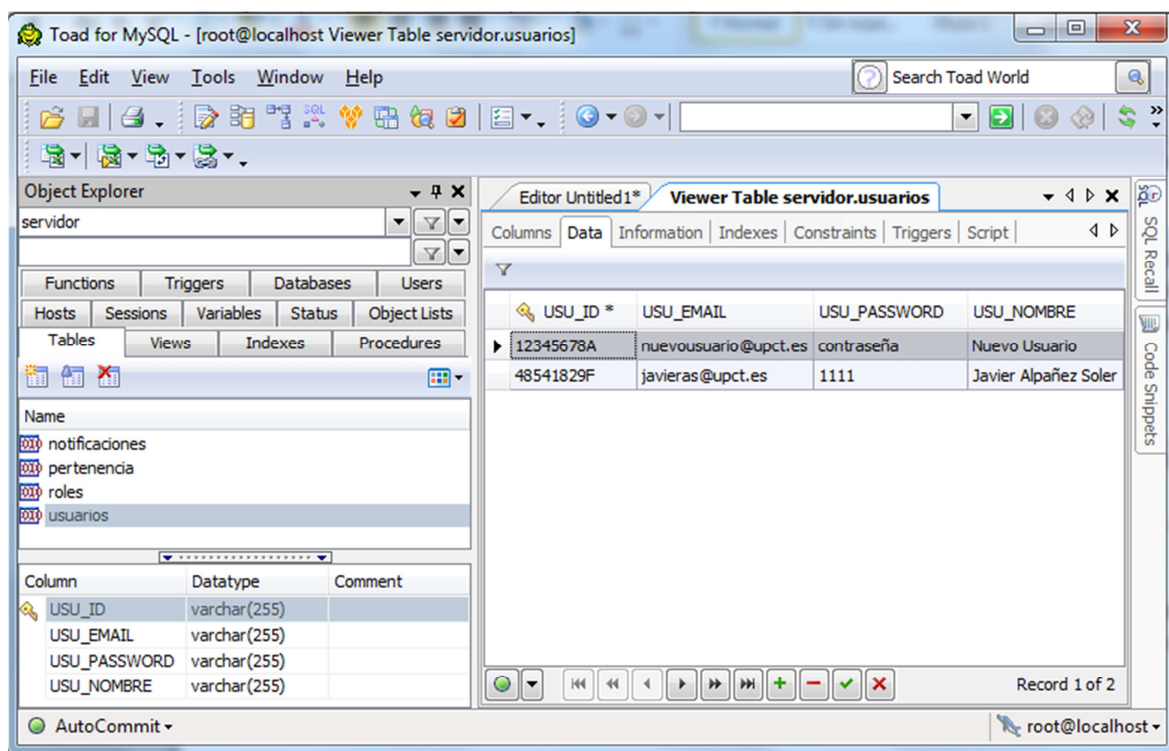 Toad for MySQL - [root@localhost Viewer Table servidor.usuarios]
File Edit View Tools Window Help
Search Toad World
Object Explorer
servidor
Functions Triggers Databases Users
Hosts Sessions Variables Status Object Lists
Tables Views Indexes Procedures
Name
notificaciones
pertenencia
roles
usuarios
Column Datatype Comment
USU_ID varchar(255)
USU_EMAIL varchar(255)
USU_PASSWORD varchar(255)
USU_NOMBRE varchar(255)
Editor Untitled1* Viewer Table servidor.usuarios
Columns Data Information Indexes Constraints Triggers Script
USU_ID * USU_EMAIL USU_PASSWORD USU_NOMBRE
12345678A nuevousuario@upct.es contraseña Nuevo Usuario
48541829F javieras@upct.es 1111 Javier Alpañez Soler
Record 1 of 2
SQL Recall
Code Snippets
AutoCommit root@localhost